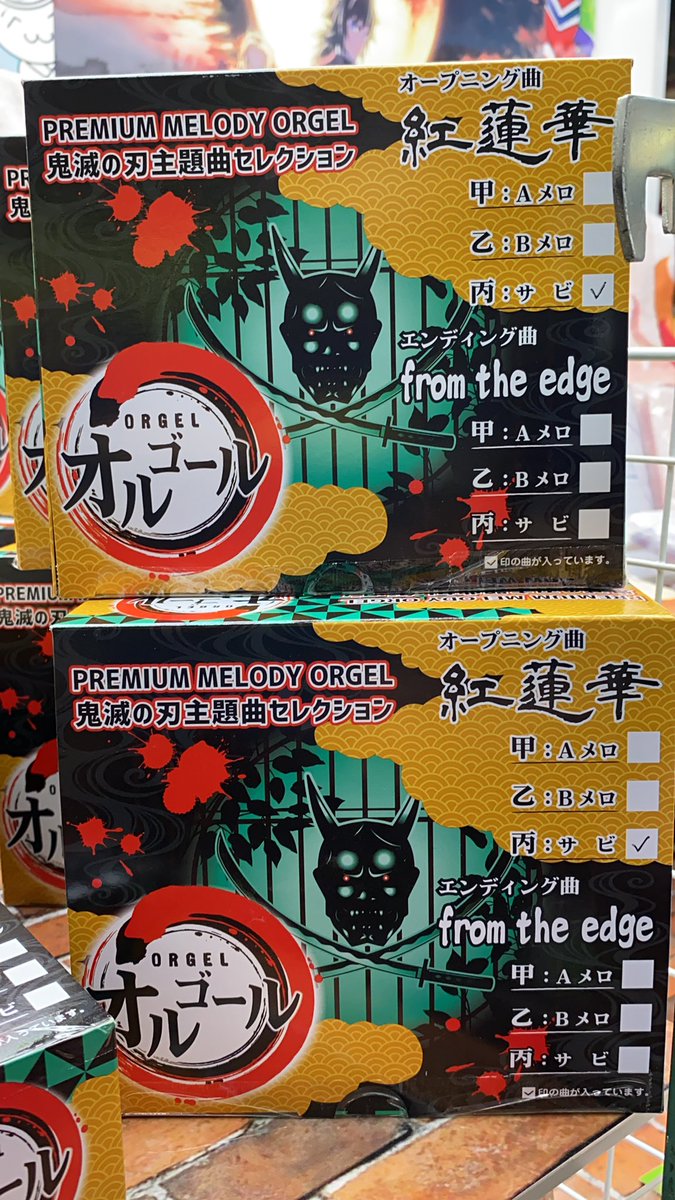 PREMIUM MELODY ORGEL
鬼滅の刃主題曲セレクション
オープニング曲
紅蓮華
甲：Aメロ
乙：Bメロ
丙：サビ ✓
エンディング曲
from the edge
甲：Aメロ
乙：Bメロ
丙：サビ
☑印の曲が入っています。
ORGEL
オルゴール
PREMIUM MELODY ORGEL
鬼滅の刃主題曲セレクション
オープニング曲
紅蓮華
甲：Aメロ
乙：Bメロ
丙：サビ ✓
エンディング曲
from the edge
甲：Aメロ
乙：Bメロ
丙：サビ
☑印の曲が入っています。
ORGEL
オルゴール
PREMIUM